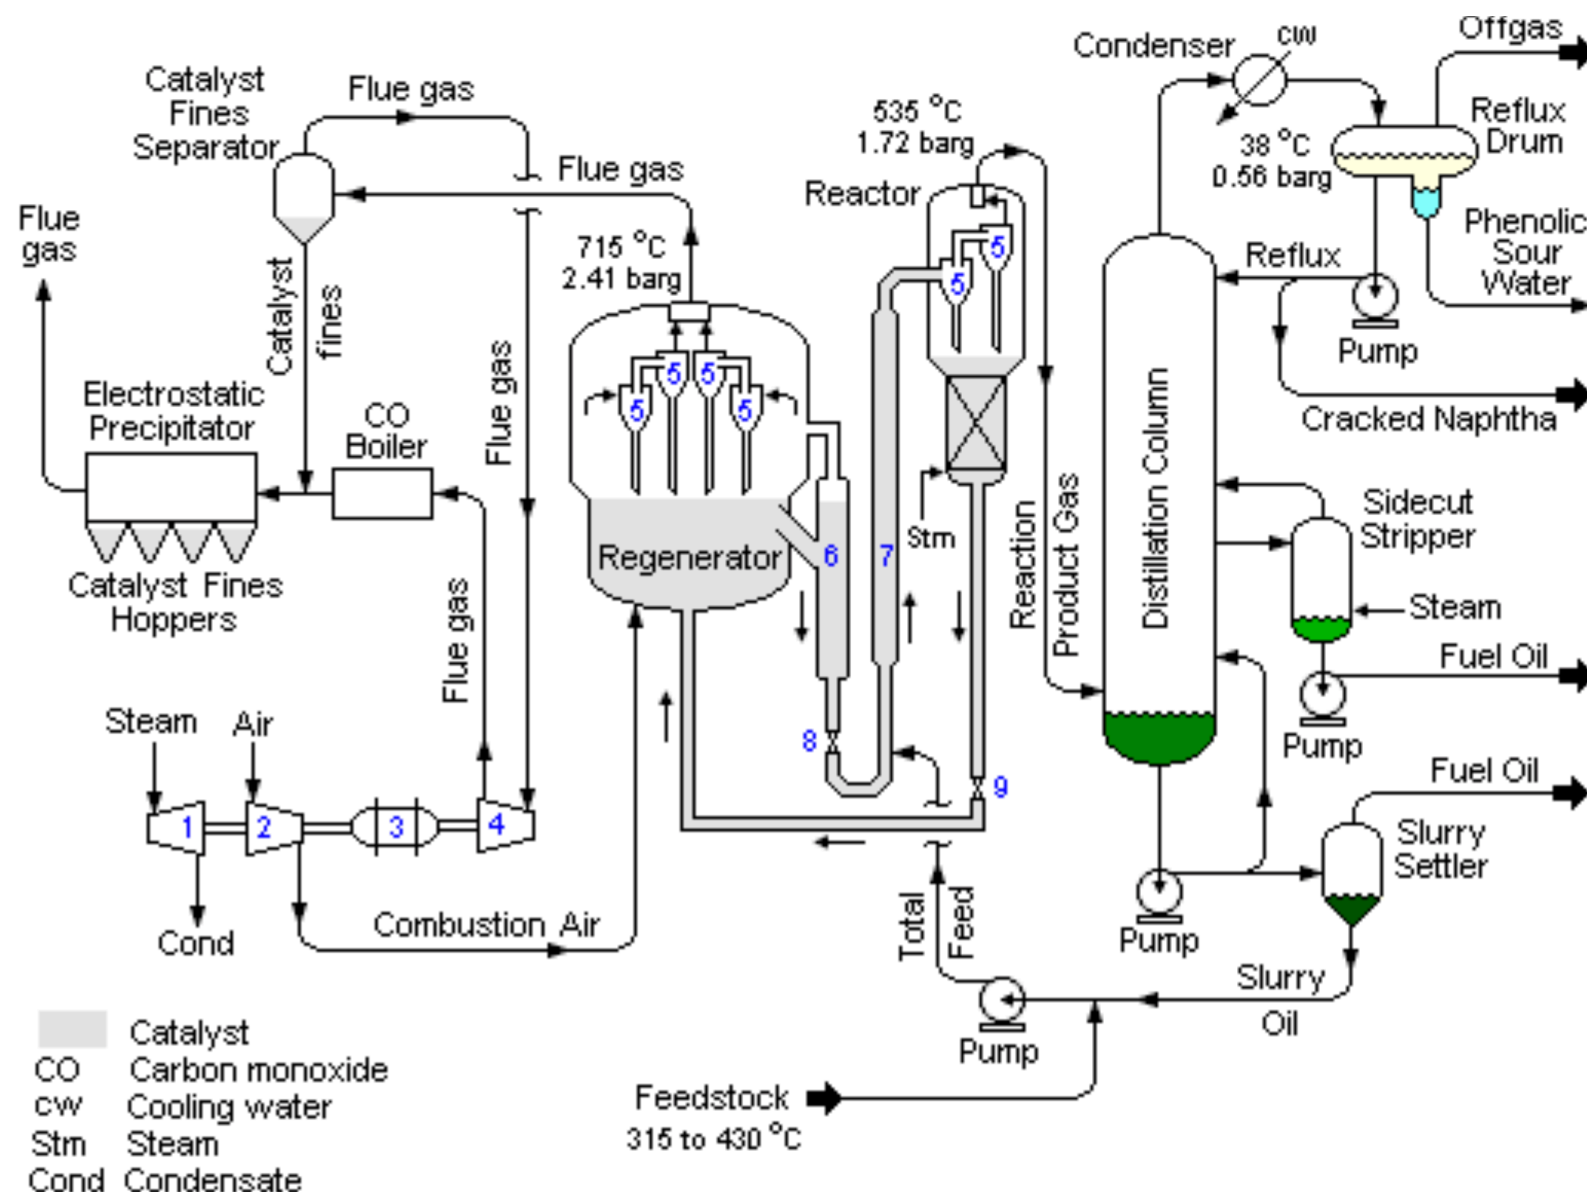 Offgas
cw
Condenser
Reflux
Drum
Catalyst
Fines
Separator
Flue gas
535 °C
1.72 barg
38 °C
0.56 barg
Flue gas
Reactor
Flue
gas
Phenolic
Sour
Water
715 °C
2.41 barg
Reflux
5
5
Catalyst
fines
Pump
Flue gas
5
5
5
5
Electrostatic
Precipitator
CO
Boiler
Cracked Naphtha
Distillation Column
Sidecut
Stripper
Reaction
Product Gas
Stm
Regenerator
6
7
Catalyst Fines
Hoppers
Steam
Flue gas
Fuel Oil
Steam
Air
8
Pump
9
Fuel Oil
1
2
3
4
Slurry
Settler
Combustion Air
Cond
Total
Feed
Pump
Slurry
Oil
Pump
Catalyst
CO Carbon monoxide
cw Cooling water
Stm Steam
Cond Condensate
Feedstock
315 to 430 °C